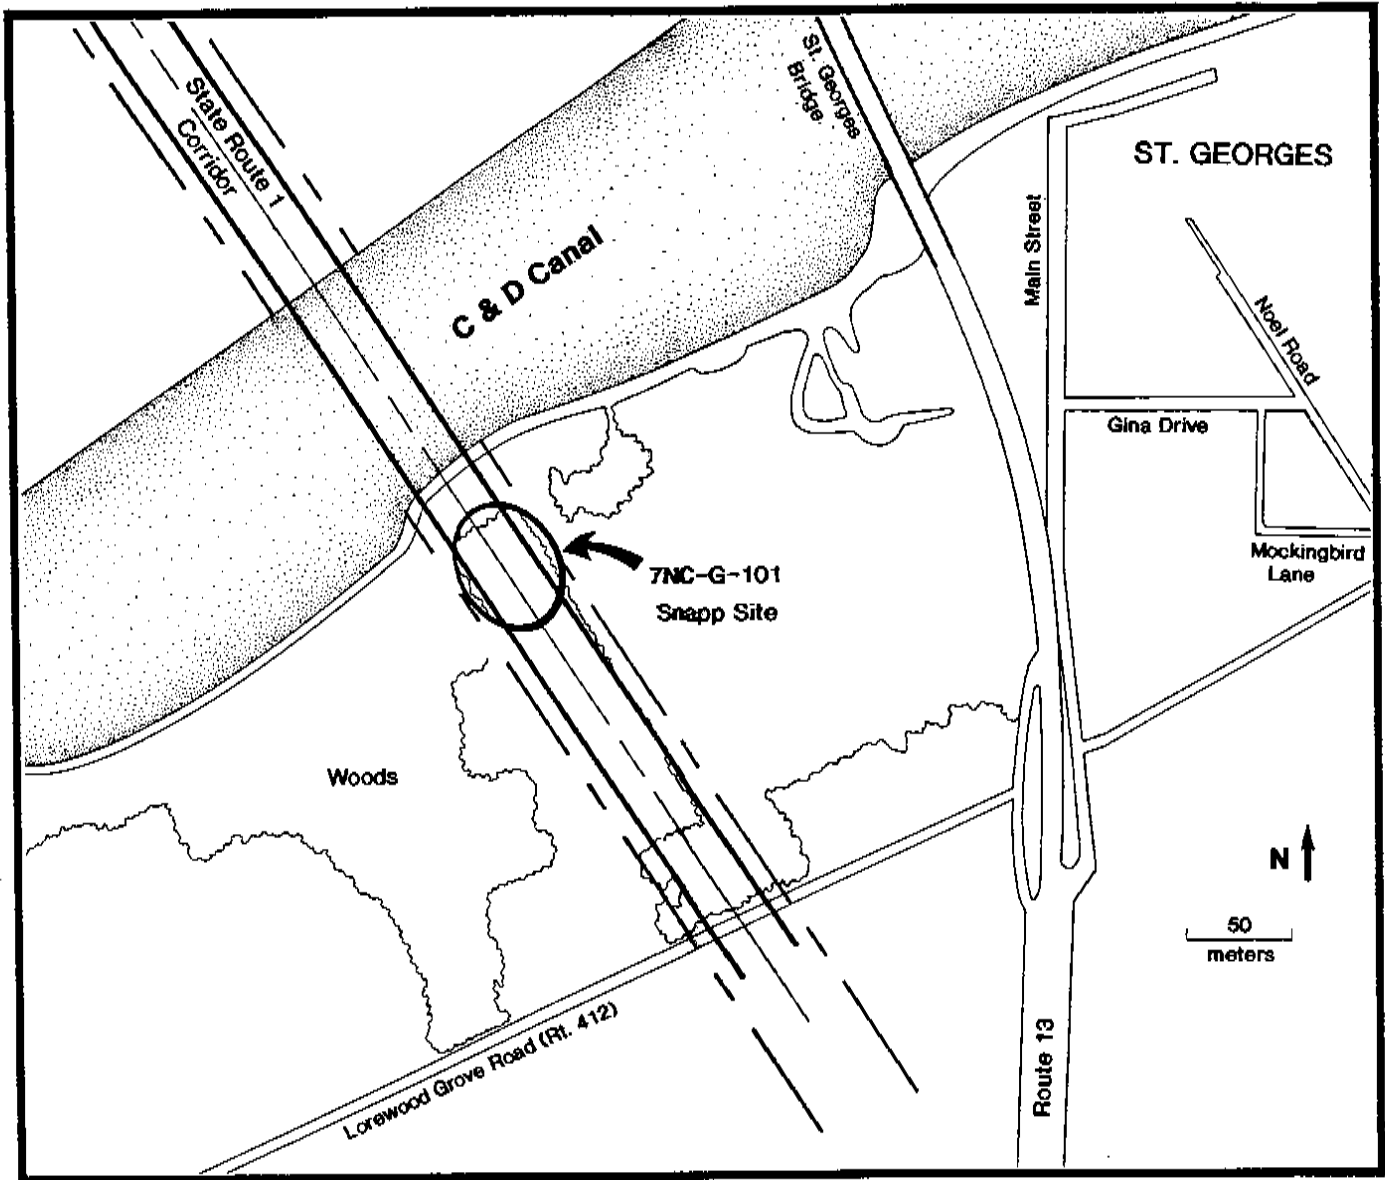 State Route 1
Corridor
St. Georges
Bridge
ST. GEORGES
C & D Canal
Main Street
Noel Road
Gina Drive
Mockingbird
Lane
7NC-G-101
Snapp Site
Woods
N
50
meters
Lorewood Grove Road (Rt. 412)
Route 13